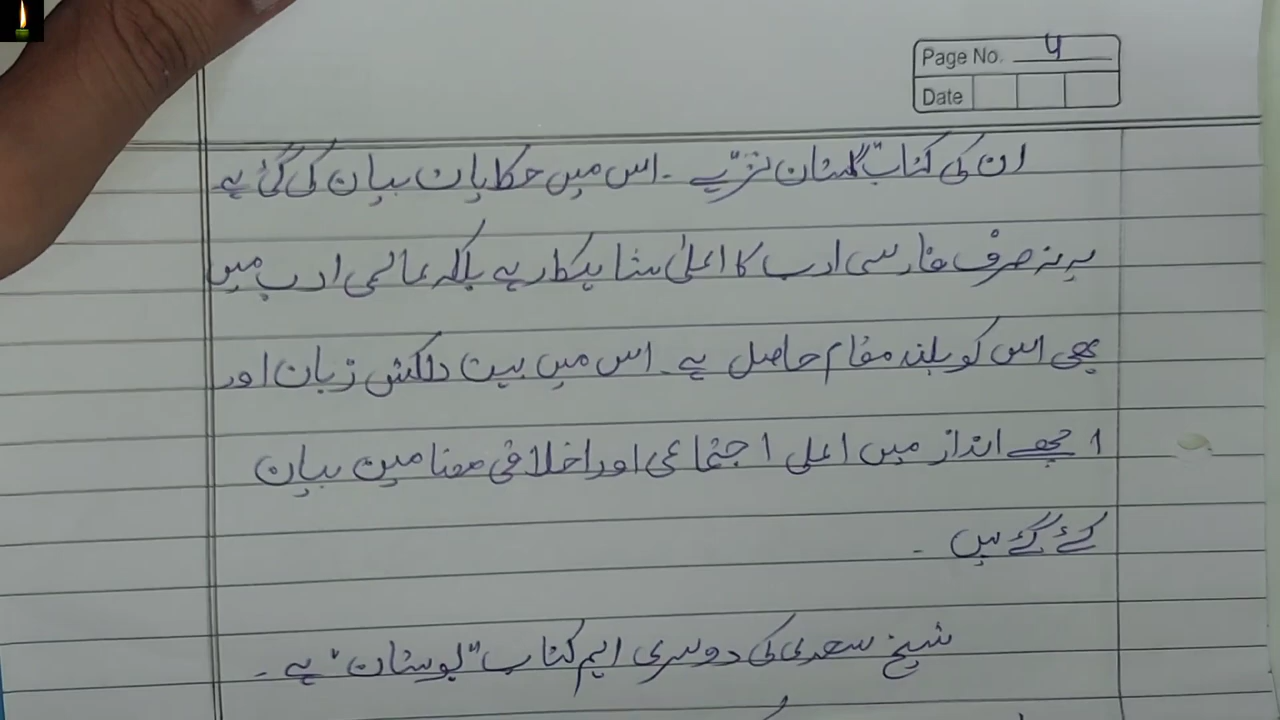 Page No. 4
Date
ان کی کتاب "گلستان نثر" ہے ۔ اس میں حکایات بیان کی گئ ہے
یہ نہ صرف فارسی ادب کا اعلیٰ شاہکار ہے بلکہ عالمی ادب میں
بھی اس کو بلند مقام حاصل ہے ۔ اس میں بہت دلکش زبان اور
اچھے انداز میں اعلی اجتماعی اور اخلاقی مضامین بیان
کئے گئے ہیں ۔
شیخ سعدی کی دوسری اہم کتاب "بوستان" ہے ۔